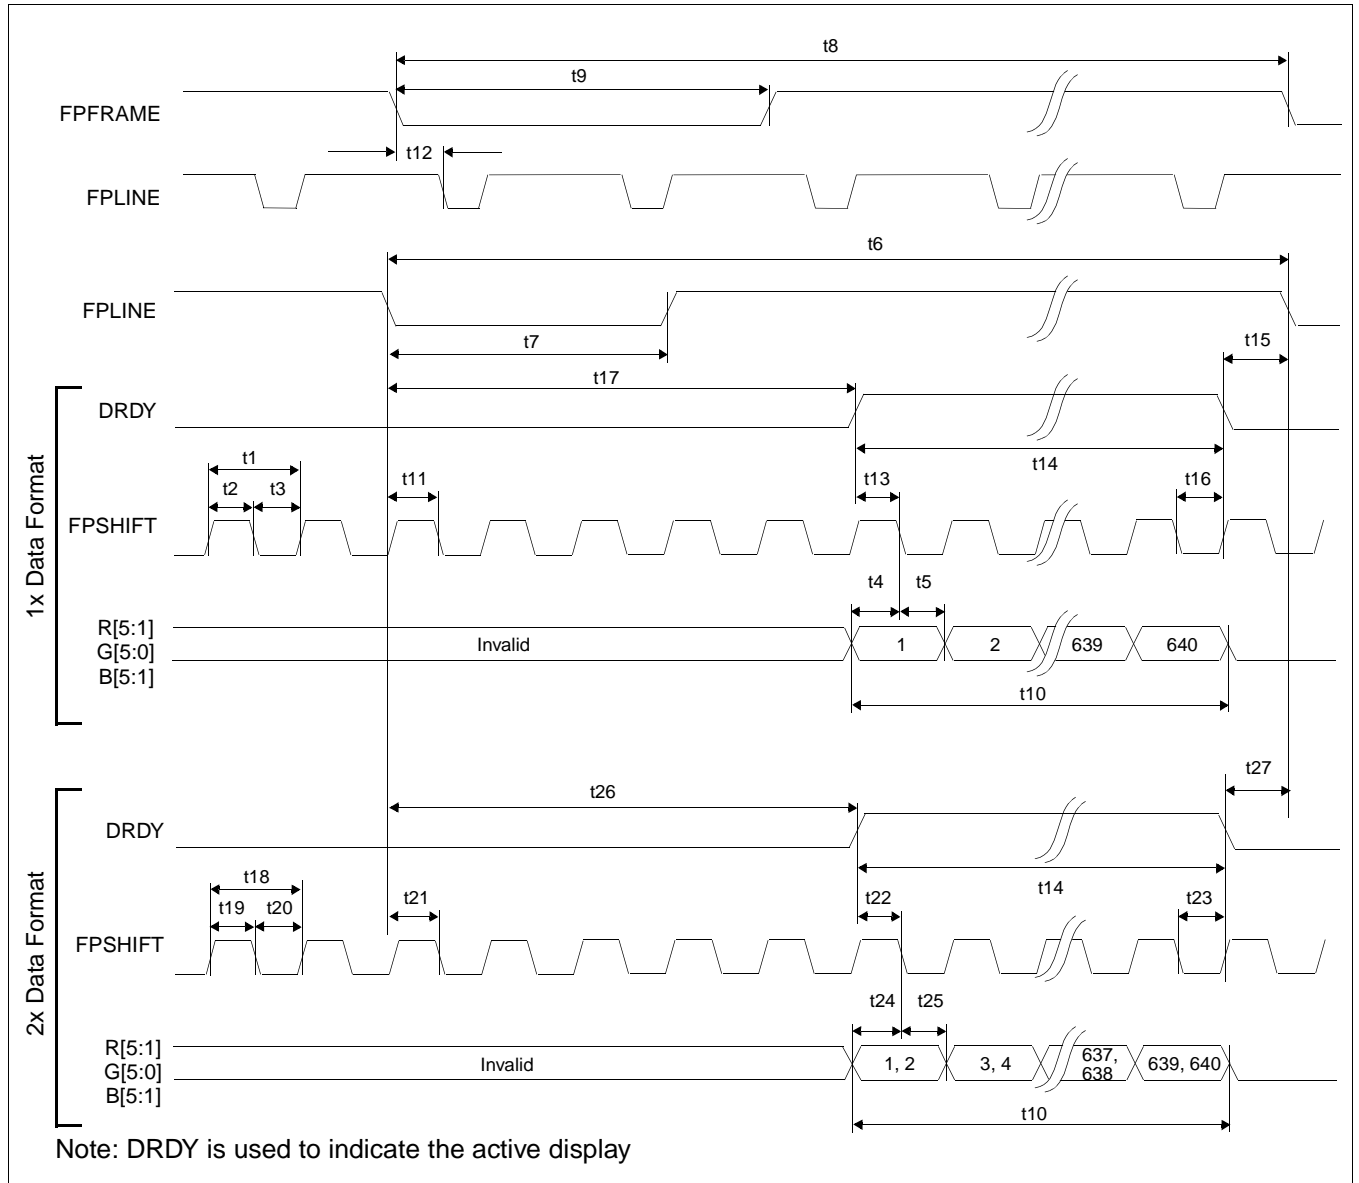 t8
t9
FPFRAME
t12
FPLINE
t6
FPLINE
t7
t15
t17
DRDY
t14
t1
t2 t3
t11
t13
t16
FPSHIFT
1x Data Format
t4 t5
R[5:1]
G[5:0]
B[5:1]
Invalid
1 2 639 640
t10
t27
t26
DRDY
t14
t18
t19 t20
t21
t22
t23
FPSHIFT
2x Data Format
t24 t25
R[5:1]
G[5:0]
B[5:1]
Invalid
1, 2 3, 4 637, 638 639, 640
t10
Note: DRDY is used to indicate the active display